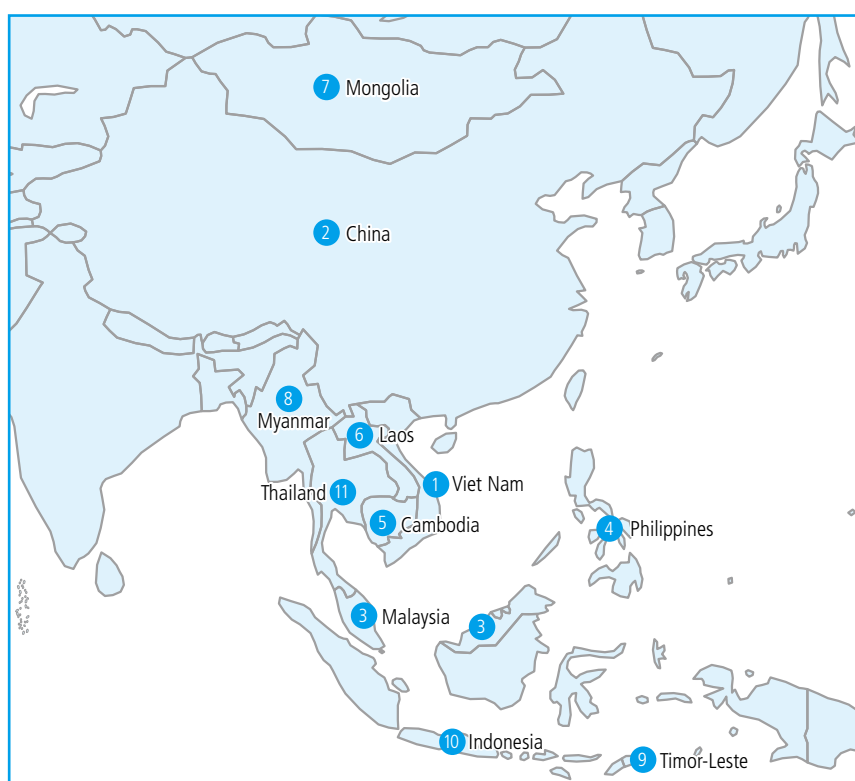 7 Mongolia
2 China
8
Myanmar
6 Laos
1 Viet Nam
Thailand 11
5 Cambodia
4 Philippines
3 Malaysia
3
10 Indonesia
9 Timor-Leste